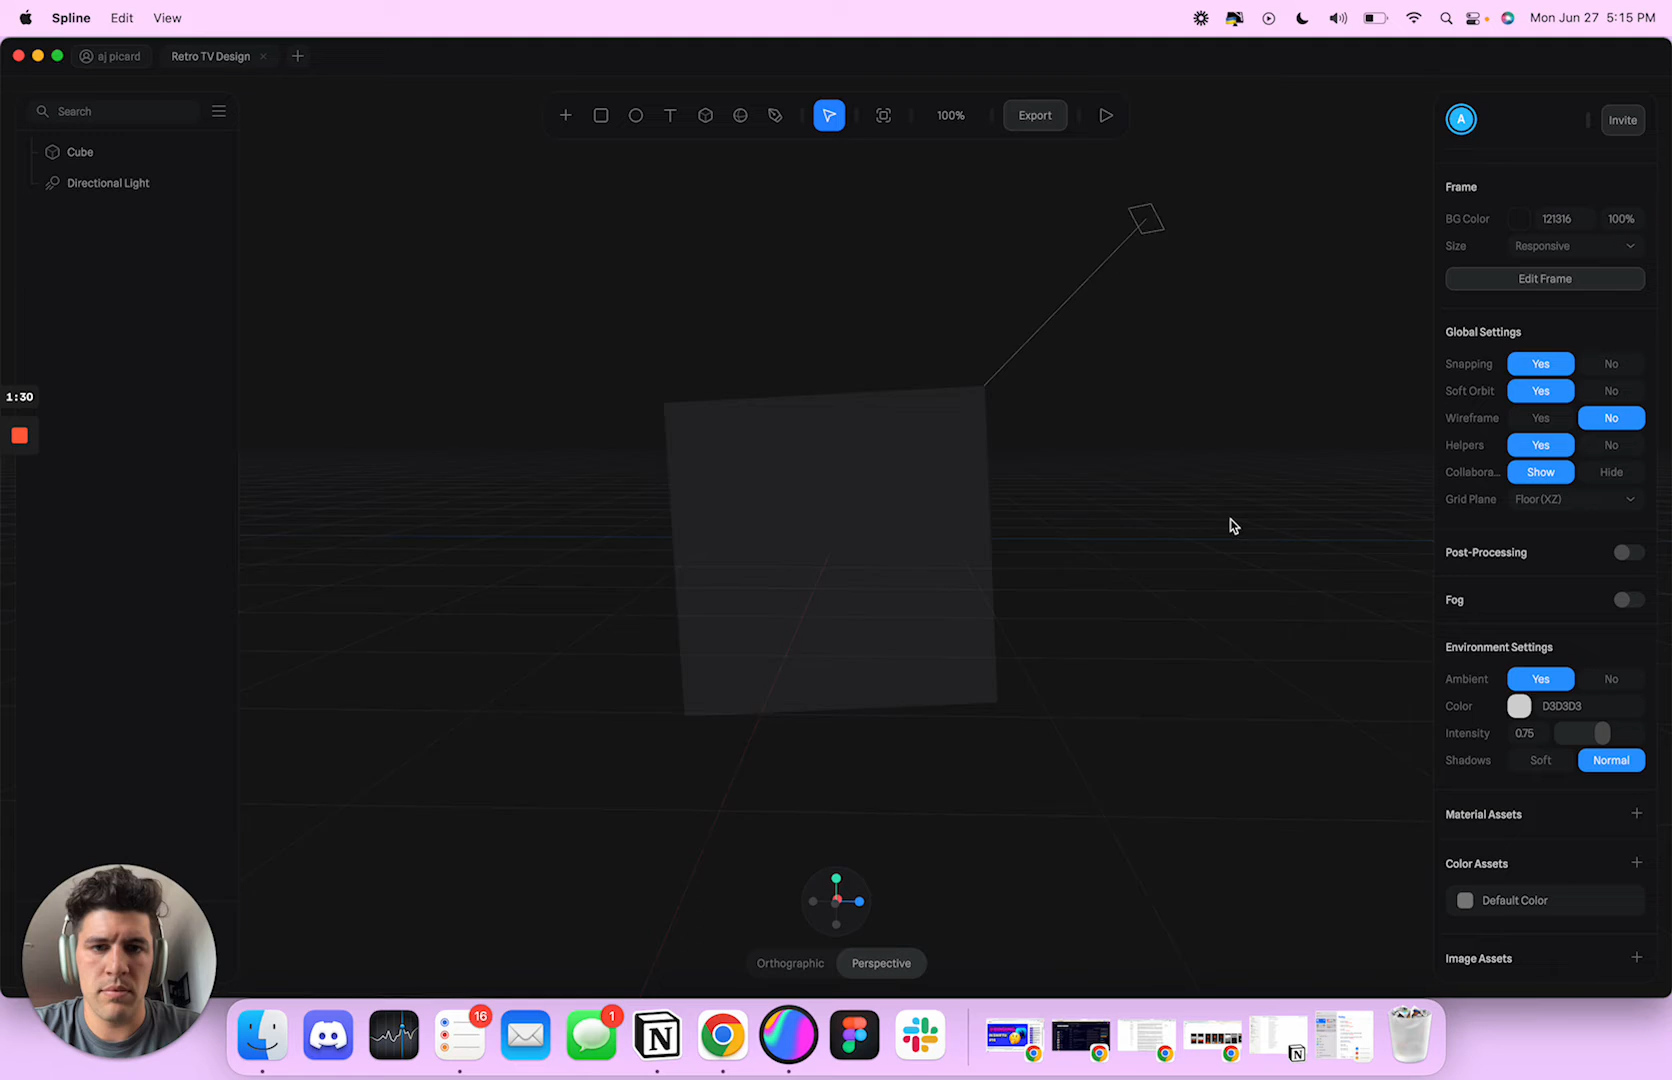 Spline Edit View
Mon Jun 27 5:15 PM
aj picard
Retro TV Design
Search
100%
Export
A
Invite
Cube
Directional Light
Frame
BG Color 121316 100%
Size Responsive
Edit Frame
Global Settings
Snapping Yes No
Soft Orbit Yes No
Wireframe Yes No
Helpers Yes No
Collabora... Show Hide
Grid Plane Floor (XZ)
1:30
Post-Processing
Fog
Environment Settings
Ambient Yes No
Color D3D3D3
Intensity 0.75
Shadows Soft Normal
Material Assets
Color Assets
Default Color
Image Assets
Orthographic Perspective
16
1